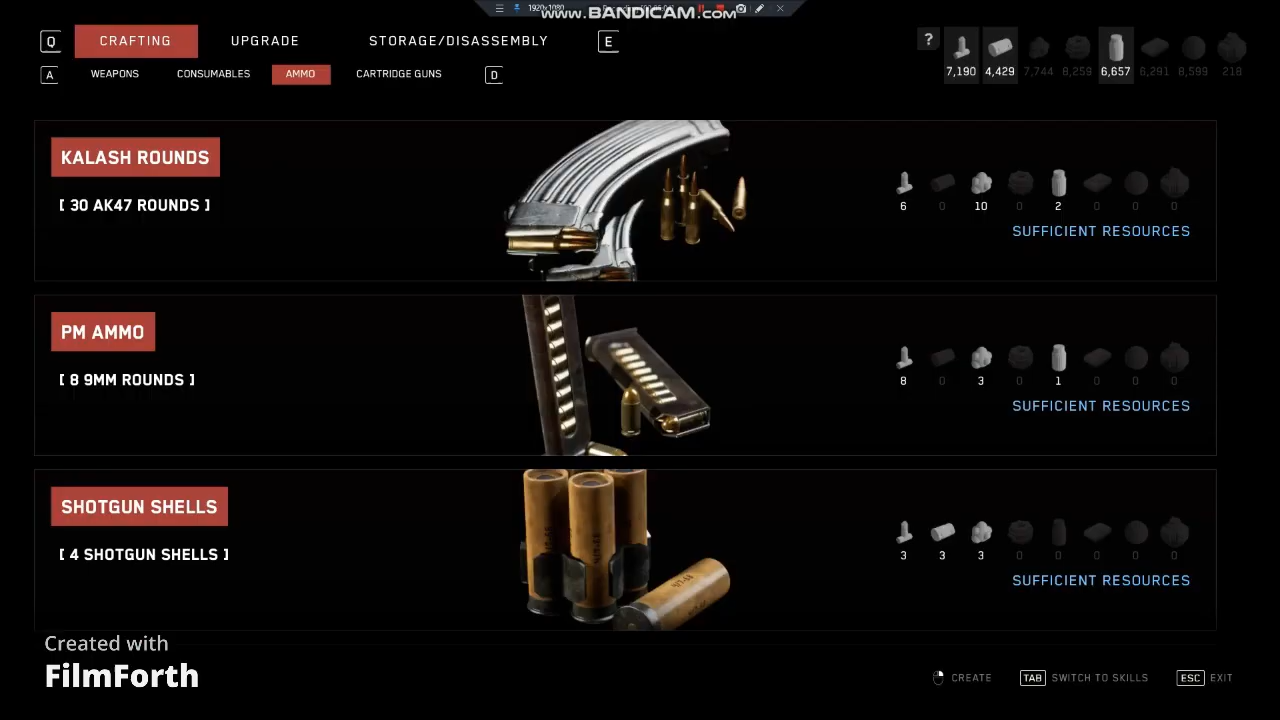 1920x1080
www.BANDICAM.com
Q CRAFTING UPGRADE STORAGE/DISASSEMBLY E
A WEAPONS CONSUMABLES AMMO CARTRIDGE GUNS D
? 7,190 4,429 7,744 8,259 6,657 6,291 8,599 218
KALASH ROUNDS
[ 30 AK47 ROUNDS ]
6 0 10 0 2 0 0 0
SUFFICIENT RESOURCES
PM AMMO
[ 8 9MM ROUNDS ]
8 0 3 0 1 0 0 0
SUFFICIENT RESOURCES
SHOTGUN SHELLS
[ 4 SHOTGUN SHELLS ]
3 3 3 0 0 0 0 0
SUFFICIENT RESOURCES
Created with
FilmForth
CREATE TAB SWITCH TO SKILLS ESC EXIT